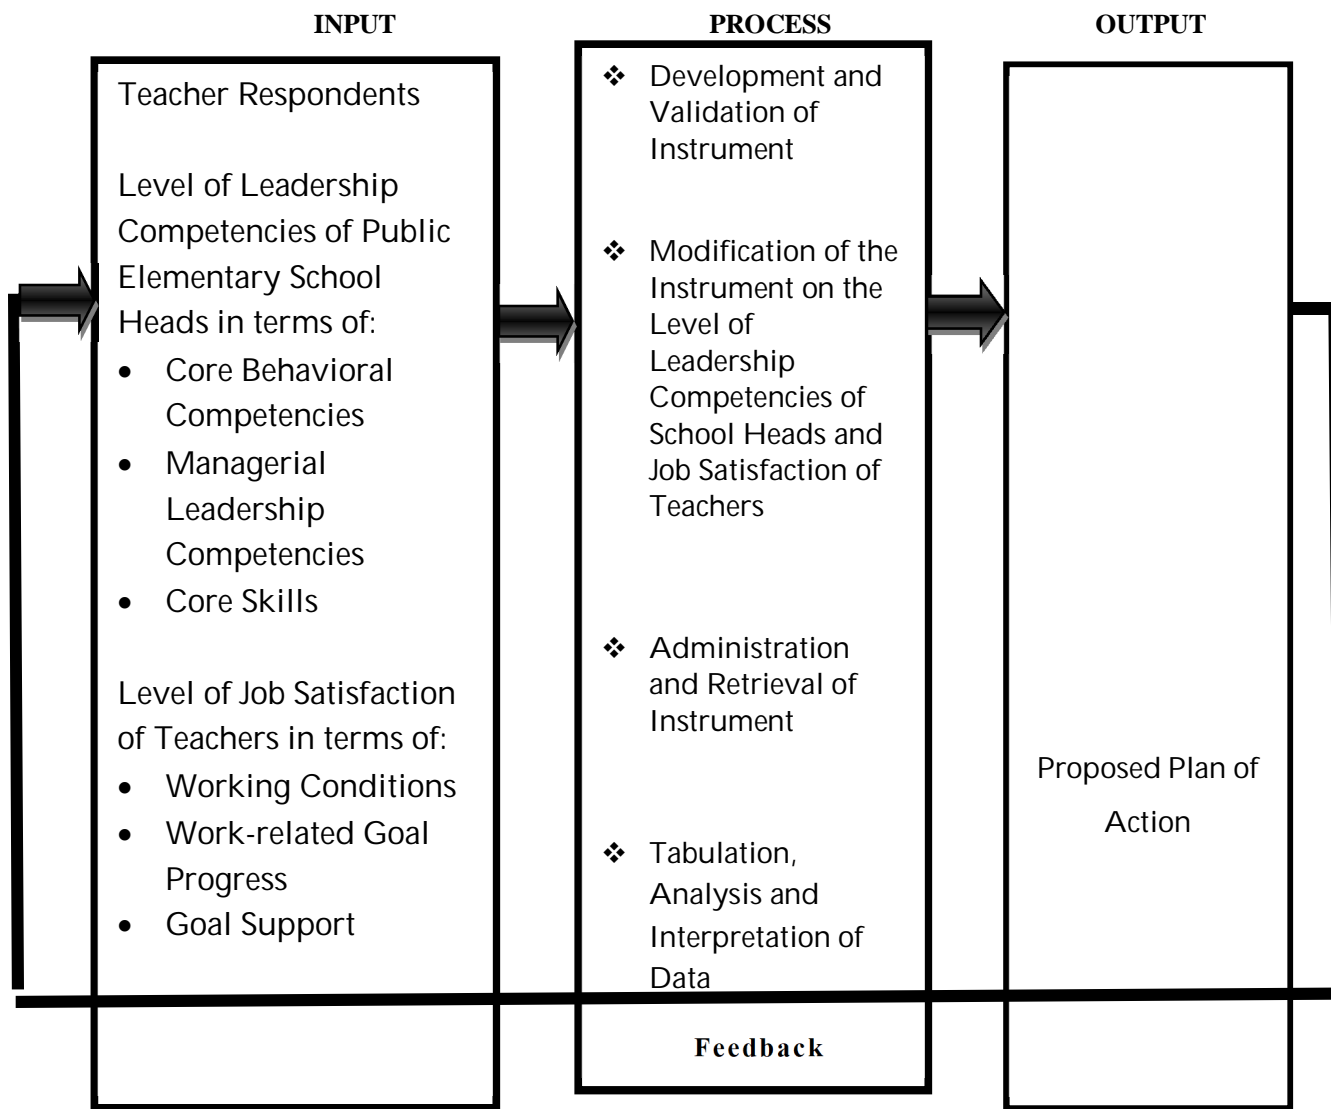 INPUT
Teacher Respondents
Level of Leadership
Competencies of Public
Elementary School
Heads in terms of:
• Core Behavioral
Competencies
• Managerial
Leadership
Competencies
• Core Skills
Level of Job Satisfaction
of Teachers in terms of:
• Working Conditions
• Work-related Goal
Progress
• Goal Support
PROCESS
❖ Development and
Validation of
Instrument
❖ Modification of the
Instrument on the
Level of
Leadership
Competencies of
School Heads and
Job Satisfaction of
Teachers
❖ Administration
and Retrieval of
Instrument
❖ Tabulation,
Analysis and
Interpretation of
Data
Feedback
OUTPUT
Proposed Plan of
Action